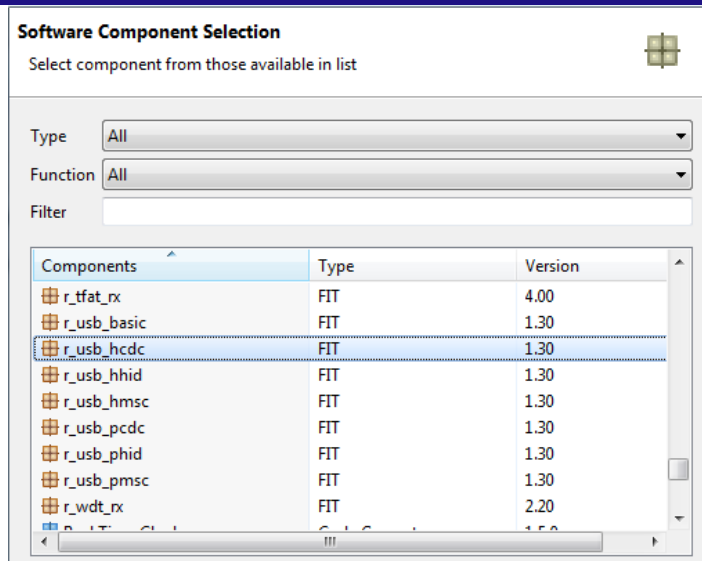 Software Component Selection
Select component from those available in list
Type All
Function All
Filter
Components Type Version
r_tfat_rx FIT 4.00
r_usb_basic FIT 1.30
r_usb_hcdc FIT 1.30
r_usb_hhid FIT 1.30
r_usb_hmsc FIT 1.30
r_usb_pcdc FIT 1.30
r_usb_phid FIT 1.30
r_usb_pmsc FIT 1.30
r_wdt_rx FIT 2.20